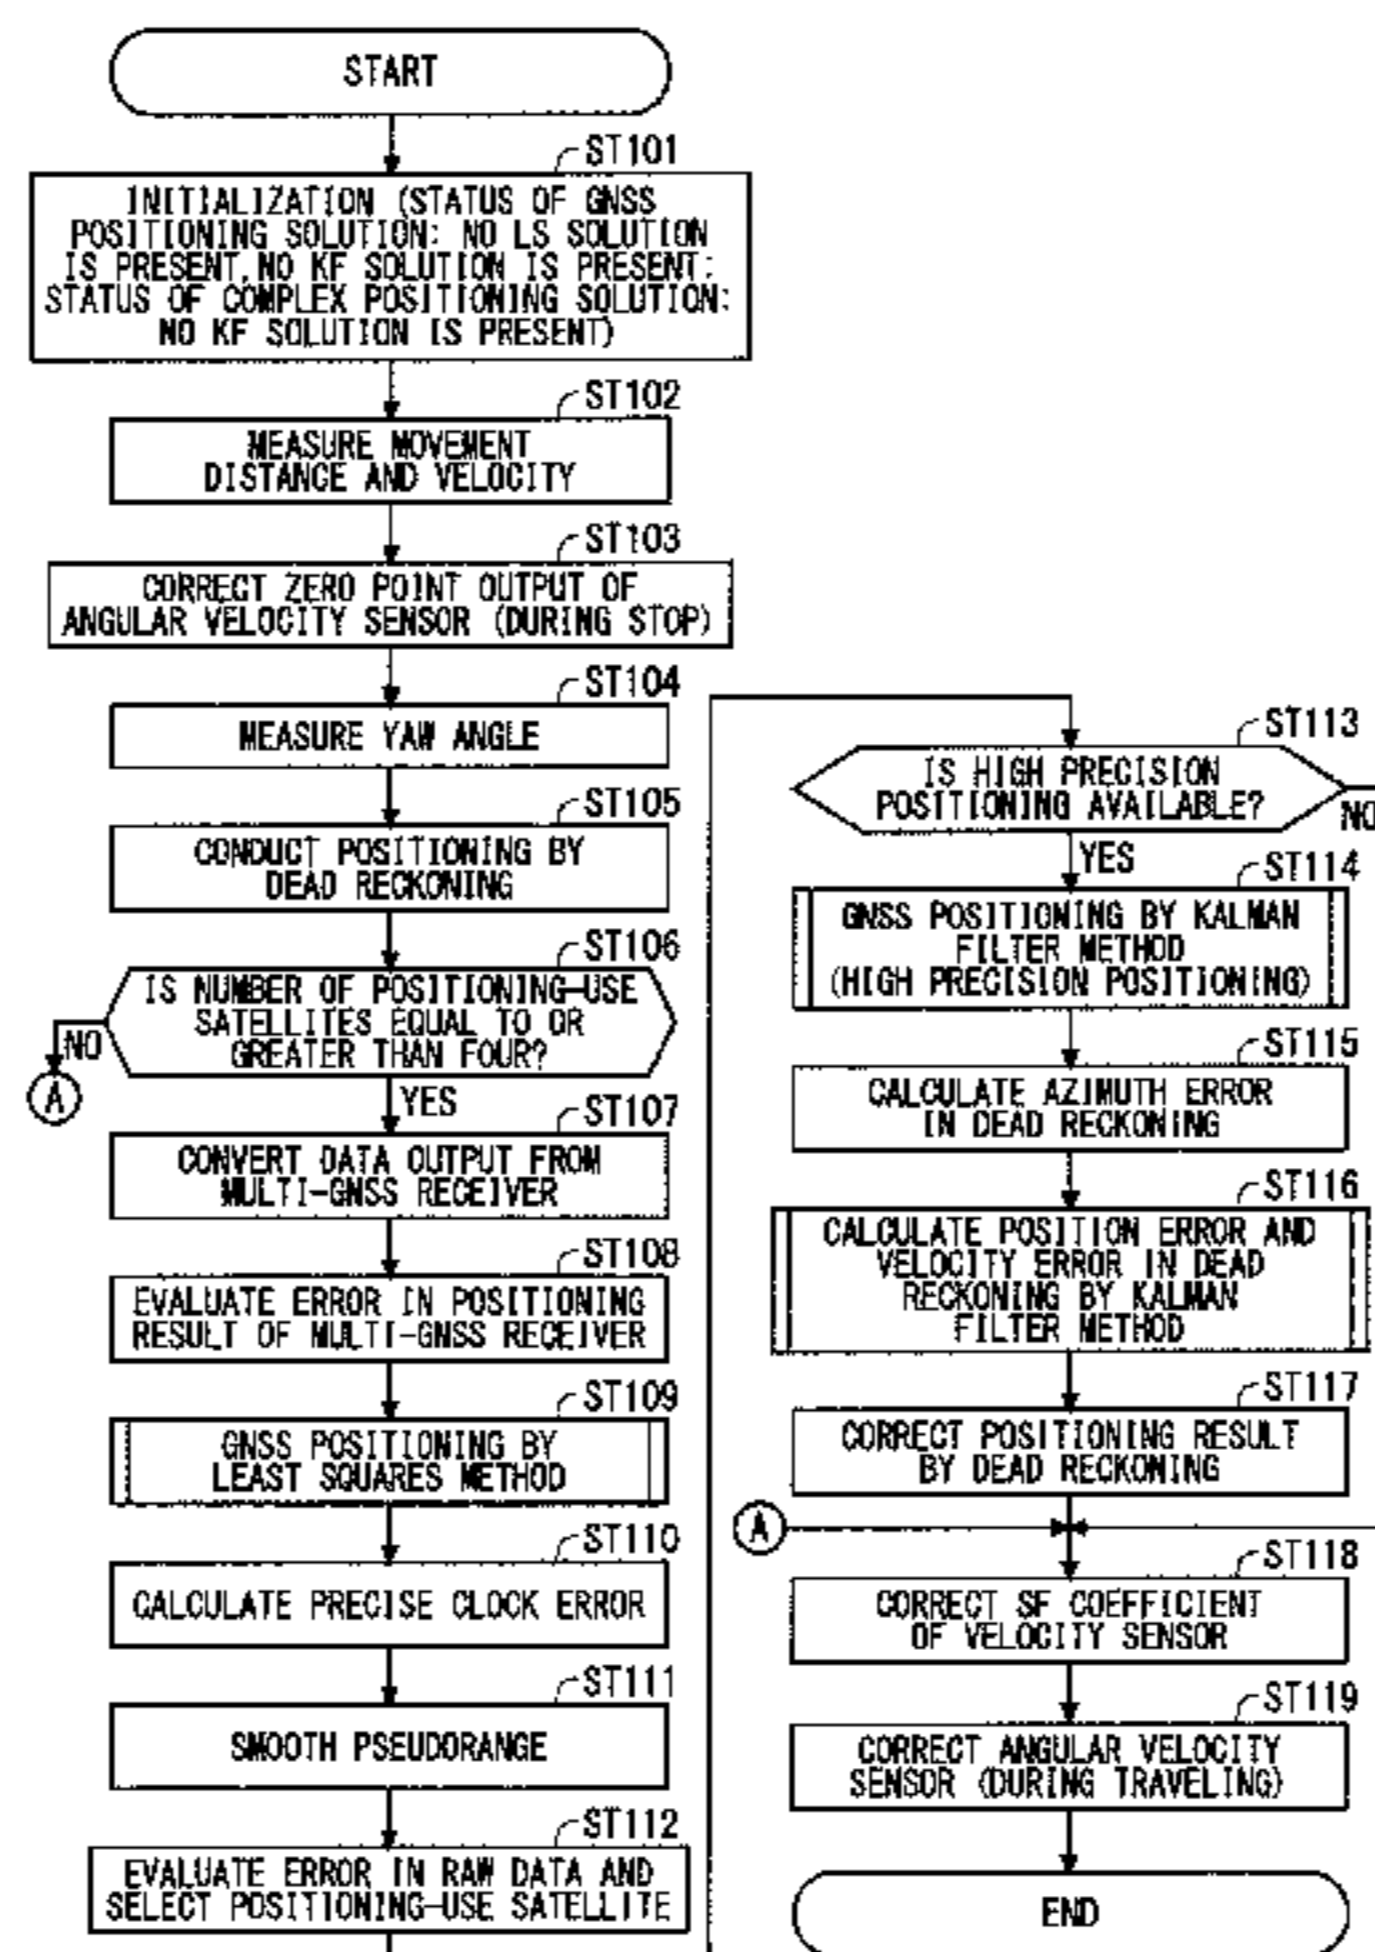 START
ST101
INITIALIZATION (STATUS OF GNSS
POSITIONING SOLUTION: NO LS SOLUTION
IS PRESENT, NO KF SOLUTION IS PRESENT:
STATUS OF COMPLEX POSITIONING SOLUTION:
NO KF SOLUTION IS PRESENT)
ST102
MEASURE MOVEMENT
DISTANCE AND VELOCITY
ST103
CORRECT ZERO POINT OUTPUT OF
ANGULAR VELOCITY SENSOR (DURING STOP)
ST104
MEASURE YAW ANGLE
ST105
CONDUCT POSITIONING BY
DEAD RECKONING
ST106
IS NUMBER OF POSITIONING-USE
SATELLITES EQUAL TO OR
GREATER THAN FOUR?
NO
A
YES
ST107
CONVERT DATA OUTPUT FROM
MULTI-GNSS RECEIVER
ST108
EVALUATE ERROR IN POSITIONING
RESULT OF MULTI-GNSS RECEIVER
ST109
GNSS POSITIONING BY
LEAST SQUARES METHOD
ST110
CALCULATE PRECISE CLOCK ERROR
ST111
SMOOTH PSEUDORANGE
ST112
EVALUATE ERROR IN RAW DATA AND
SELECT POSITIONING-USE SATELLITE
ST113
IS HIGH PRECISION
POSITIONING AVAILABLE?
NO
YES
ST114
GNSS POSITIONING BY KALMAN
FILTER METHOD
(HIGH PRECISION POSITIONING)
ST115
CALCULATE AZIMUTH ERROR
IN DEAD RECKONING
ST116
CALCULATE POSITION ERROR AND
VELOCITY ERROR IN DEAD
RECKONING BY KALMAN
FILTER METHOD
ST117
CORRECT POSITIONING RESULT
BY DEAD RECKONING
A
ST118
CORRECT SF COEFFICIENT
OF VELOCITY SENSOR
ST119
CORRECT ANGULAR VELOCITY
SENSOR (DURING TRAVELING)
END